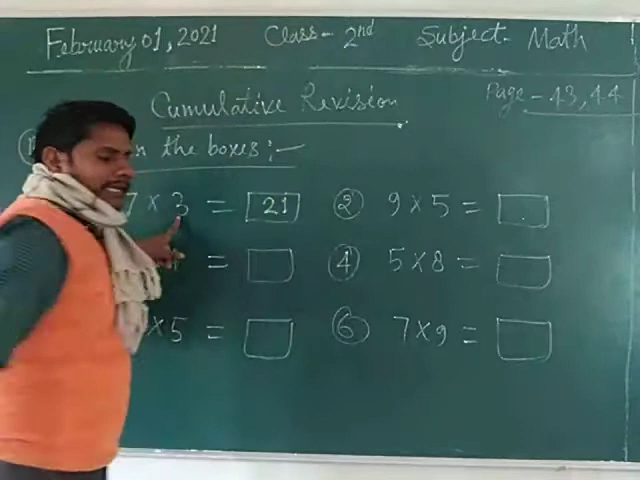 February 01, 2021 Class - 2nd Subject - Math
Cumulative Revision Page - 43, 44
in the boxes :-
7 × 3 = 21 ② 9 × 5 =
= ④ 5 × 8 =
× 5 = ⑥ 7 × 9 =